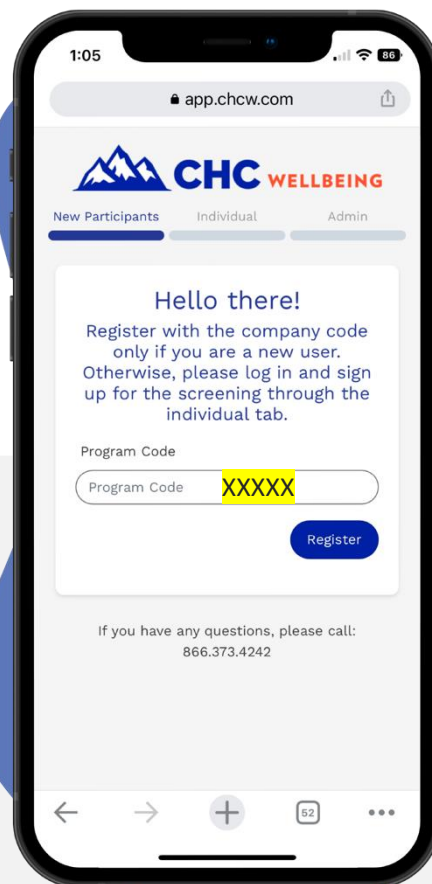 1:05
86
app.chcw.com
CHC WELLBEING
New Participants Individual Admin
Hello there!
Register with the company code
only if you are a new user.
Otherwise, please log in and sign
up for the screening through the
individual tab.
Program Code
Program Code XXXXX
Register
If you have any questions, please call:
866.373.4242
52